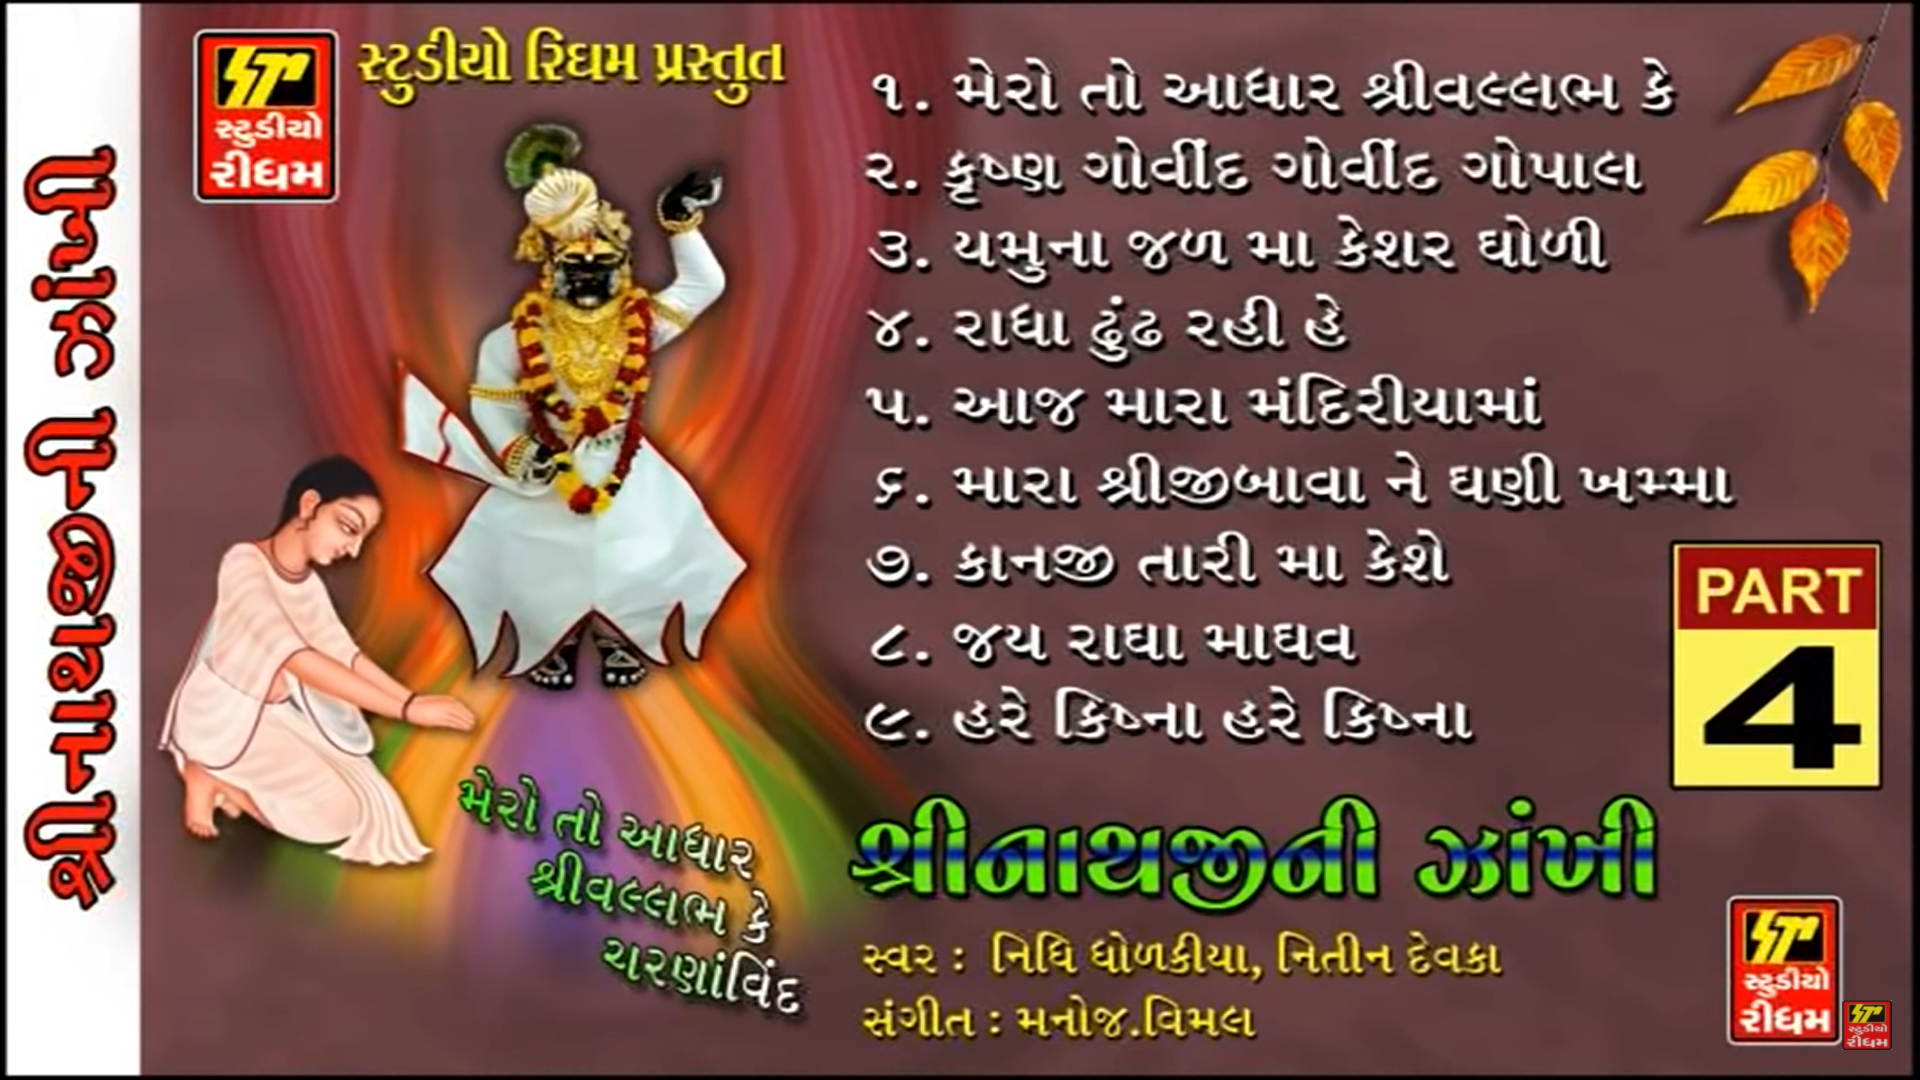 શ્રીનાથજીની ઝાંખી
સ્ટુડીયો
રીધમ
સ્ટુડીયો રિધમ પ્રસ્તુત
૧. મેરો તો આધાર શ્રીવલ્લભ કે
૨. કૃષ્ણ ગોવીંદ ગોવીંદ ગોપાલ
૩. યમુના જળ મા કેશર ઘોળી
૪. રાધા ઢુંઢ રહી હે
૫. આજ મારા મંદિરીયામાં
૬. મારા શ્રીજીબાવા ને ઘણી ખમ્મા
૭. કાનજી તારી મા કેશે
૮. જય રાઘા માઘવ
૯. હરે ક્રિષ્ના હરે ક્રિષ્ના
PART
4
મેરો તો આધાર
શ્રીવલ્લભ કે
ચરણાંવિંદ
શ્રીનાથજીની ઝાંખી
સ્વર : નિધિ ધોળકીયા, નિતીન દેવકા
સંગીત : મનોજ.વિમલ
સ્ટુડીયો
રીધમ
સ્ટુડીયો
રીધમ